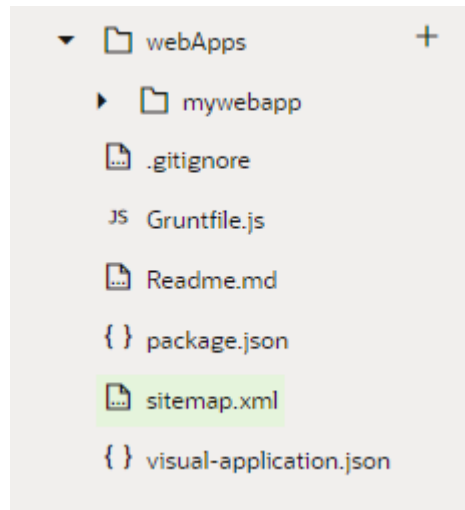 webApps
mywebapp
.gitignore
JS Gruntfile.js
Readme.md
{ } package.json
sitemap.xml
{ } visual-application.json